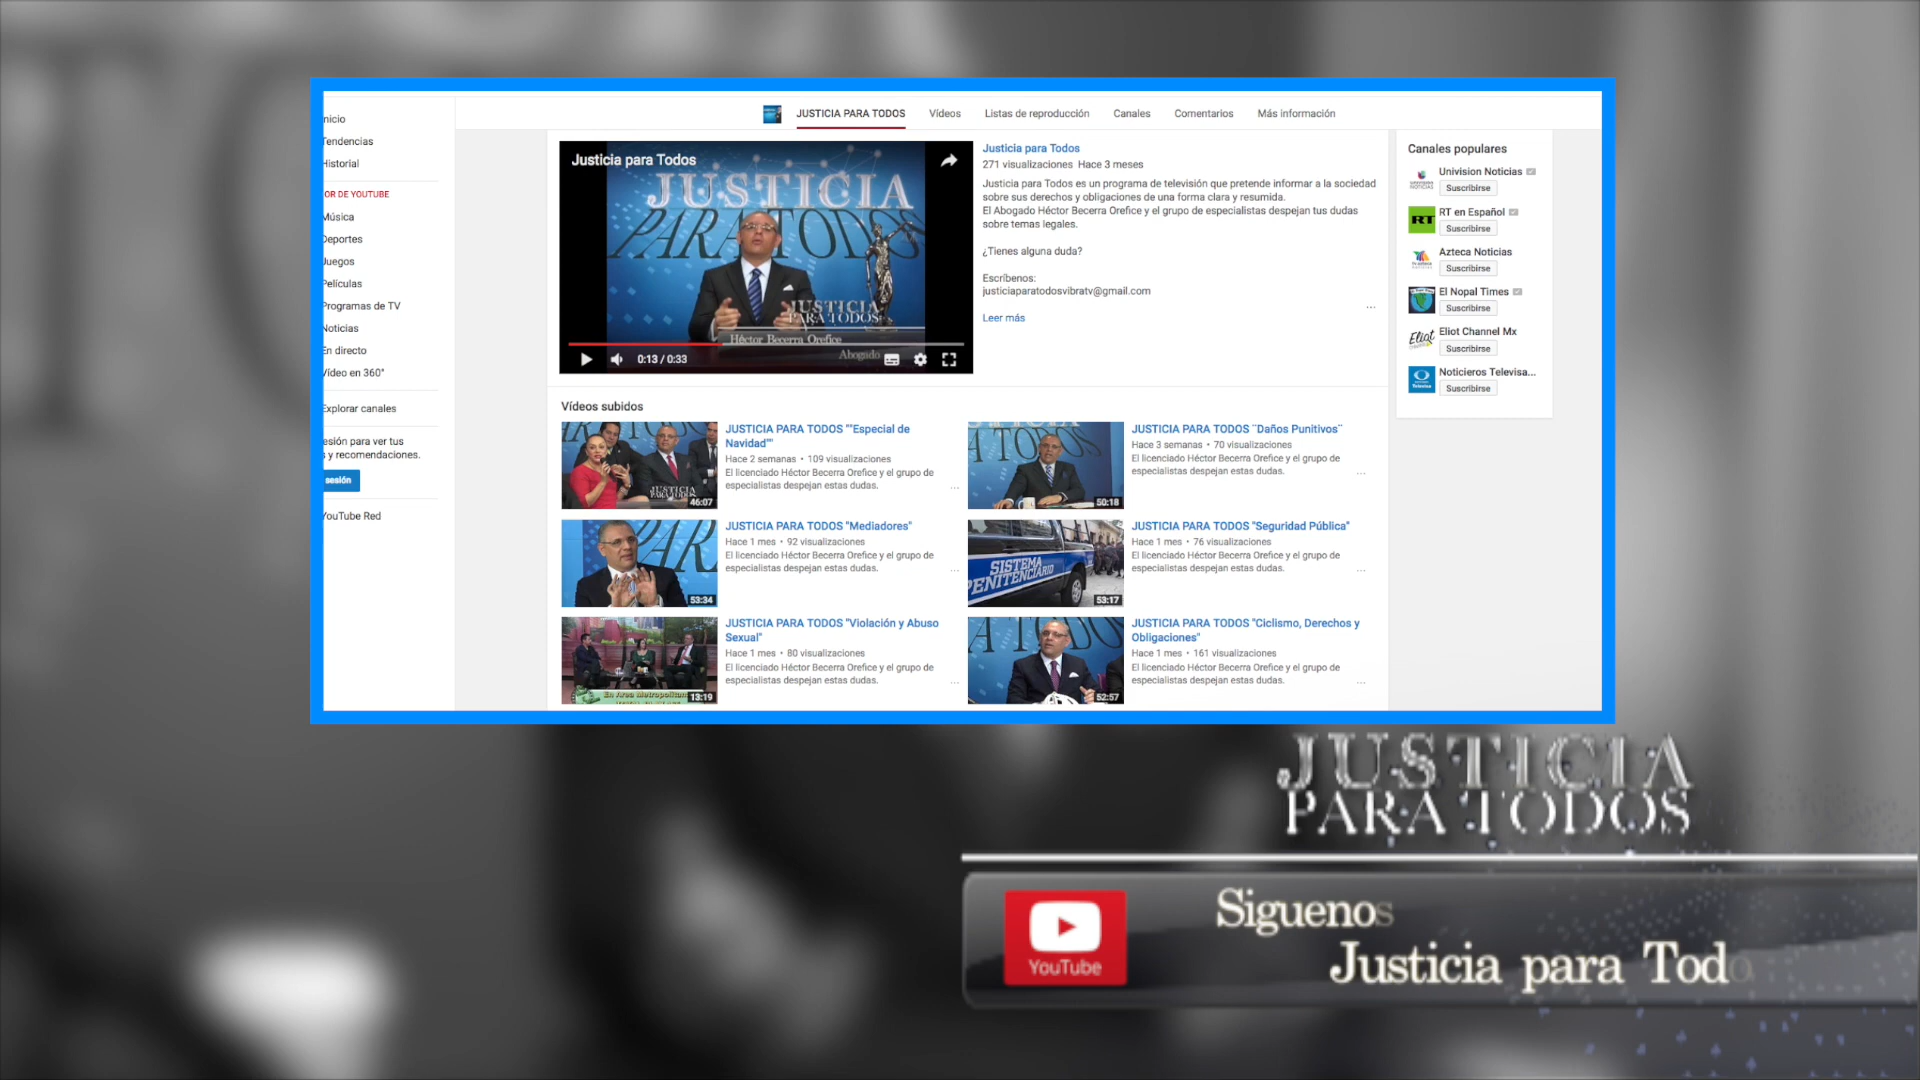 JUSTICIA PARA TODOS
Vídeos
Listas de reproducción
Canales
Comentarios
Más información
nicio
Tendencias
Historial
OR DE YOUTUBE
Música
Deportes
Juegos
Películas
Programas de TV
Noticias
En directo
Vídeo en 360°
Explorar canales
esión para ver tus
s y recomendaciones.
sesión
YouTube Red
Justicia para Todos
JUSTICIA
PARA TODOS
JUSTICIA
PARA TODOS
Héctor Becerra Orefice
Abogado
0:13 / 0:33
Justicia para Todos
271 visualizaciones Hace 3 meses
Justicia para Todos es un programa de televisión que pretende informar a la sociedad
sobre sus derechos y obligaciones de una forma clara y resumida.
El Abogado Héctor Becerra Orefice y el grupo de especialistas despejan tus dudas
sobre temas legales.
¿Tienes alguna duda?
Escríbenos:
justiciaparatodosvibratv@gmail.com
...
Leer más
Vídeos subidos
JUSTICIA
PARA TODOS
46:07
JUSTICIA PARA TODOS ""Especial de
Navidad""
Hace 2 semanas • 109 visualizaciones
El licenciado Héctor Becerra Orefice y el grupo de
especialistas despejan estas dudas.
...
50:18
JUSTICIA PARA TODOS ¨Daños Punitivos¨
Hace 3 semanas • 70 visualizaciones
El licenciado Héctor Becerra Orefice y el grupo de
especialistas despejan estas dudas.
...
53:34
JUSTICIA PARA TODOS "Mediadores"
Hace 1 mes • 92 visualizaciones
El licenciado Héctor Becerra Orefice y el grupo de
especialistas despejan estas dudas.
...
SISTEMA
PENITENCIARIO
53:17
JUSTICIA PARA TODOS "Seguridad Pública"
Hace 1 mes • 76 visualizaciones
El licenciado Héctor Becerra Orefice y el grupo de
especialistas despejan estas dudas.
...
En Area Metropolitana
13:19
JUSTICIA PARA TODOS "Violación y Abuso
Sexual"
Hace 1 mes • 80 visualizaciones
El licenciado Héctor Becerra Orefice y el grupo de
especialistas despejan estas dudas.
...
52:57
JUSTICIA PARA TODOS "Ciclismo, Derechos y
Obligaciones"
Hace 1 mes • 161 visualizaciones
El licenciado Héctor Becerra Orefice y el grupo de
especialistas despejan estas dudas.
...
Canales populares
Univision Noticias
Suscribirse
RT
RT en Español
Suscribirse
Azteca Noticias
Suscribirse
El Nopal Times
Suscribirse
Eliot
Eliot Channel Mx
Suscribirse
Noticieros Televisa...
Suscribirse
JUSTICIA
PARA TODOS
YouTube
Siguenos
Justicia para Todo